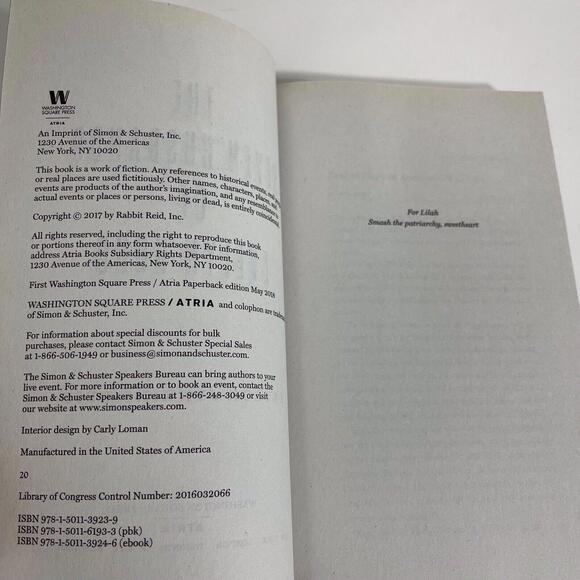 W
WASHINGTON
SQUARE PRESS
ATRIA
An Imprint of Simon & Schuster, Inc.
1230 Avenue of the Americas
New York, NY 10020
This book is a work of fiction. Any references to historical events, real people,
or real places are used fictitiously. Other names, characters, places, and
events are products of the author's imagination, and any resemblance to
actual events or places or persons, living or dead, is entirely coincidental.
Copyright © 2017 by Rabbit Reid, Inc.
All rights reserved, including the right to reproduce this book
or portions thereof in any form whatsoever. For information,
address Atria Books Subsidiary Rights Department,
1230 Avenue of the Americas, New York, NY 10020.
First Washington Square Press / Atria Paperback edition May 2018
WASHINGTON SQUARE PRESS / ATRIA and colophon are
of Simon & Schuster, Inc.
For information about special discounts for bulk
purchases, please contact Simon & Schuster Special Sales
at 1-866-506-1949 or business@simonandschuster.com.
The Simon & Schuster Speakers Bureau can bring authors to your
live event. For more information or to book an event, contact the
Simon & Schuster Speakers Bureau at 1-866-248-3049 or visit
our website at www.simonspeakers.com.
Interior design by Carly Loman
Manufactured in the United States of America
20
Library of Congress Control Number: 2016032066
ISBN 978-1-5011-3923-9
ISBN 978-1-5011-6193-3 (pbk)
ISBN 978-1-5011-3924-6 (ebook)
For Lilah
Smash the patriarchy, sweetheart